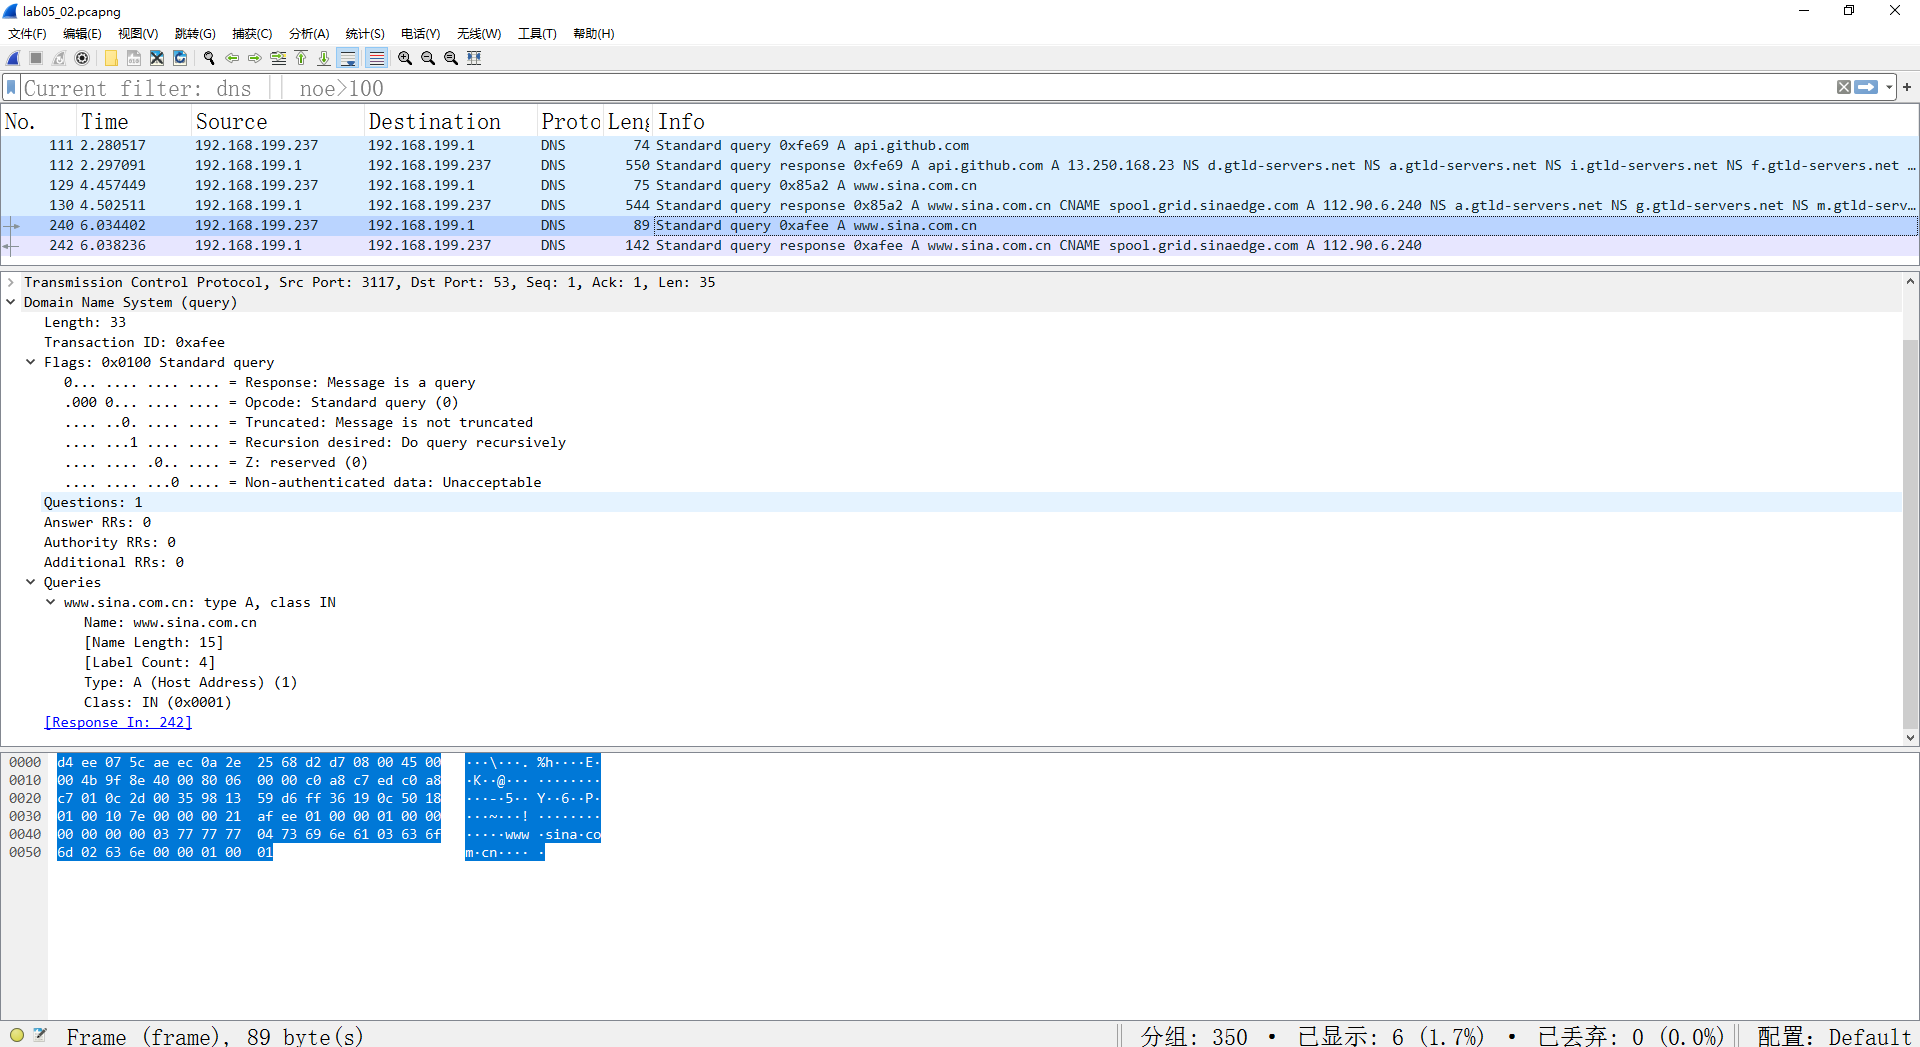 lab05_02.pcapng
文件(F) 编辑(E) 视图(V) 跳转(G) 捕获(C) 分析(A) 统计(S) 电话(Y) 无线(W) 工具(T) 帮助(H)
Current filter: dns || noe>100
No. Time Source Destination Proto Leng Info
111 2.280517 192.168.199.237 192.168.199.1 DNS 74 Standard query 0xfe69 A api.github.com
112 2.297091 192.168.199.1 192.168.199.237 DNS 550 Standard query response 0xfe69 A api.github.com A 13.250.168.23 NS d.gtld-servers.net NS a.gtld-servers.net NS i.gtld-servers.net NS f.gtld-servers.net …
129 4.457449 192.168.199.237 192.168.199.1 DNS 75 Standard query 0x85a2 A www.sina.com.cn
130 4.502511 192.168.199.1 192.168.199.237 DNS 544 Standard query response 0x85a2 A www.sina.com.cn CNAME spool.grid.sinaedge.com A 112.90.6.240 NS a.gtld-servers.net NS g.gtld-servers.net NS m.gtld-serv…
240 6.034402 192.168.199.237 192.168.199.1 DNS 89 Standard query 0xafee A www.sina.com.cn
242 6.038236 192.168.199.1 192.168.199.237 DNS 142 Standard query response 0xafee A www.sina.com.cn CNAME spool.grid.sinaedge.com A 112.90.6.240
Transmission Control Protocol, Src Port: 3117, Dst Port: 53, Seq: 1, Ack: 1, Len: 35
Domain Name System (query)
Length: 33
Transaction ID: 0xafee
Flags: 0x0100 Standard query
0... .... .... .... = Response: Message is a query
.000 0... .... .... = Opcode: Standard query (0)
.... ..0. .... .... = Truncated: Message is not truncated
.... ...1 .... .... = Recursion desired: Do query recursively
.... .... .0.. .... = Z: reserved (0)
.... .... ...0 .... = Non-authenticated data: Unacceptable
Questions: 1
Answer RRs: 0
Authority RRs: 0
Additional RRs: 0
Queries
www.sina.com.cn: type A, class IN
Name: www.sina.com.cn
[Name Length: 15]
[Label Count: 4]
Type: A (Host Address) (1)
Class: IN (0x0001)
[Response In: 242]
0000 d4 ee 07 5c ae ec 0a 2e 25 68 d2 d7 08 00 45 00 ···\···. %h····E·
0010 00 4b 9f 8e 40 00 80 06 00 00 c0 a8 c7 ed c0 a8 ·K··@··· ········
0020 c7 01 0c 2d 00 35 98 13 59 d6 ff 36 19 0c 50 18 ···-·5·· Y··6··P·
0030 01 00 10 7e 00 00 00 21 af ee 01 00 00 01 00 00 ···~···! ········
0040 00 00 00 00 03 77 77 77 04 73 69 6e 61 03 63 6f ·····www ·sina·co
0050 6d 02 63 6e 00 00 01 00 01 m·cn···· ·
Frame (frame), 89 byte(s) 分组: 350 · 已显示: 6 (1.7%) · 已丢弃: 0 (0.0%) 配置: Default